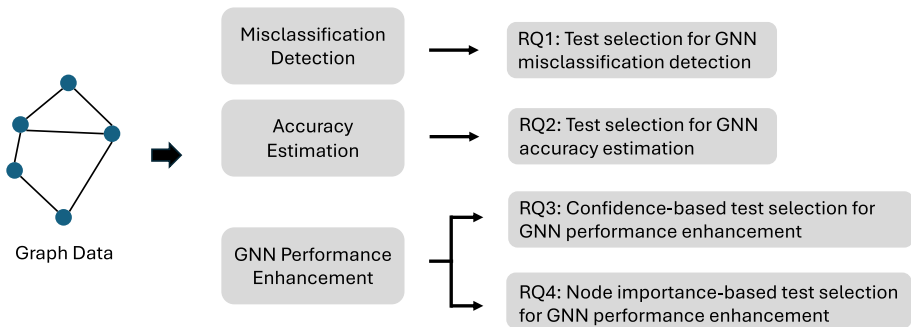 Misclassification
Detection
RQ1: Test selection for GNN
misclassification detection
Accuracy
Estimation
RQ2: Test selection for GNN
accuracy estimation
Graph Data
GNN Performance
Enhancement
RQ3: Confidence-based test selection for
GNN performance enhancement
RQ4: Node importance-based test selection
for GNN performance enhancement